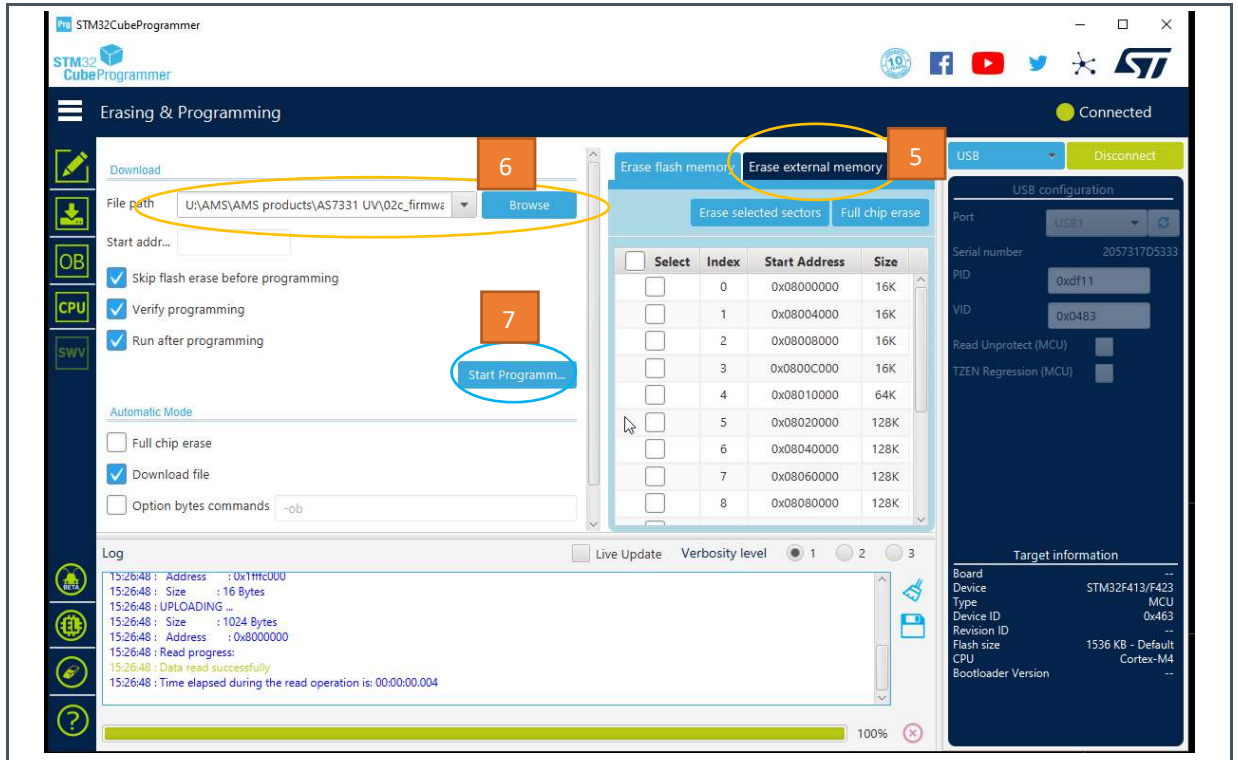 Prg STM32CubeProgrammer
STM32
CubeProgrammer
10
Erasing & Programming
Connected
6
5
Download
Erase flash memory
Erase external memory
USB
Disconnect
File path
U:\AMS\AMS products\AS7331 UV\02c_firmwa
Browse
Erase selected sectors
Full chip erase
USB configuration
Port
USB1
Start addr...
Serial number
2057317D5333
Select Index Start Address Size
Skip flash erase before programming
0 0x08000000 16K
PID
0xdf11
Verify programming
1 0x08004000 16K
VID
0x0483
7
Run after programming
2 0x08008000 16K
Read Unprotect (MCU)
Start Programm...
3 0x0800C000 16K
TZEN Regression (MCU)
4 0x08010000 64K
Automatic Mode
5 0x08020000 128K
Full chip erase
6 0x08040000 128K
Download file
7 0x08060000 128K
Option bytes commands
-ob
8 0x08080000 128K
OB
CPU
SWV
BETA
Log
Live Update
Verbosity level 1 2 3
15:26:48 : Address : 0x1fffc000
15:26:48 : Size : 16 Bytes
15:26:48 : UPLOADING ...
15:26:48 : Size : 1024 Bytes
15:26:48 : Address : 0x8000000
15:26:48 : Read progress:
15:26:48 : Data read successfully
15:26:48 : Time elapsed during the read operation is: 00:00:00.004
100%
Target information
Board --
Device STM32F413/F423
Type MCU
Device ID 0x463
Revision ID --
Flash size 1536 KB - Default
CPU Cortex-M4
Bootloader Version --